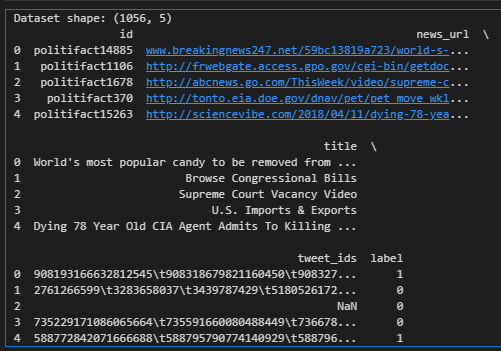 Dataset shape: (1056, 5)
id news_url \
0 politifact14885 www.breakingnews247.net/59bc13819a723/world-s-...
1 politifact1106 http://frwebgate.access.gpo.gov/cgi-bin/getdoc...
2 politifact1678 http://abcnews.go.com/ThisWeek/video/supreme-c...
3 politifact370 http://tonto.eia.doe.gov/dnav/pet/pet_move_wkl...
4 politifact15263 http://sciencevibe.com/2018/04/11/dying-78-yea...
title \
0 World's most popular candy to be removed from ...
1 Browse Congressional Bills
2 Supreme Court Vacancy Video
3 U.S. Imports & Exports
4 Dying 78 Year Old CIA Agent Admits To Killing ...
tweet_ids label
0 908193166632812545\t908318679821160450\t908327... 1
1 2761266599\t3283658037\t3439787429\t5180526172... 0
2 NaN 0
3 735229171086065664\t735591660080488449\t736678... 0
4 588772842071666688\t588795790774140929\t588796... 1